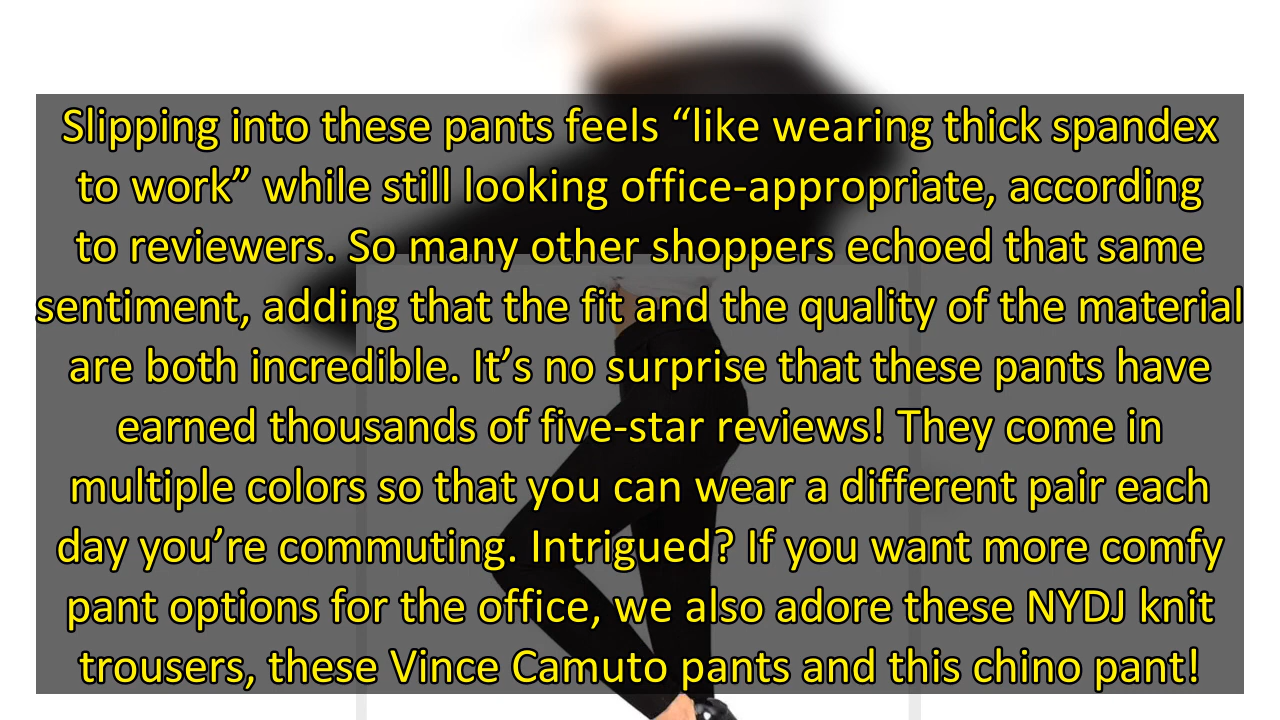 Slipping into these pants feels “like wearing thick spandex
to work” while still looking office-appropriate, according
to reviewers. So many other shoppers echoed that same
sentiment, adding that the fit and the quality of the material
are both incredible. It’s no surprise that these pants have
earned thousands of five-star reviews! They come in
multiple colors so that you can wear a different pair each
day you’re commuting. Intrigued? If you want more comfy
pant options for the office, we also adore these NYDJ knit
trousers, these Vince Camuto pants and this chino pant!